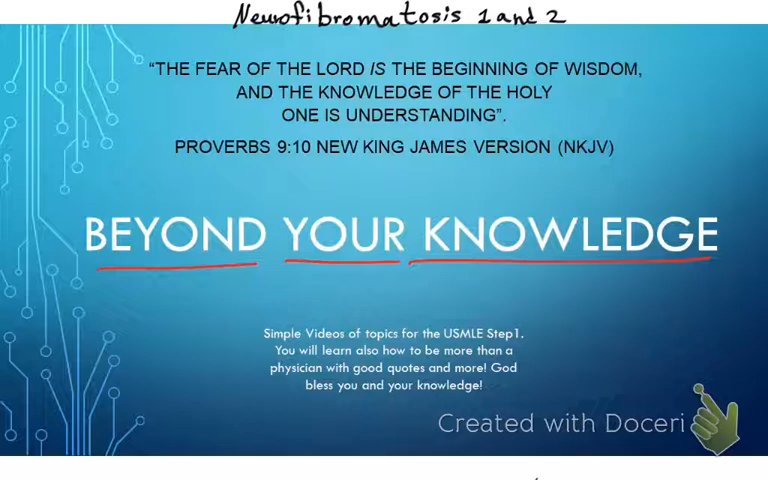 Neurofibromatosis 1 and 2
“THE FEAR OF THE LORD IS THE BEGINNING OF WISDOM,
AND THE KNOWLEDGE OF THE HOLY
ONE IS UNDERSTANDING”.
PROVERBS 9:10 NEW KING JAMES VERSION (NKJV)
BEYOND YOUR KNOWLEDGE
Simple Videos of topics for the USMLE Step1.
You will learn also how to be more than a
physician with good quotes and more! God
bless you and your knowledge!
Created with Doceri